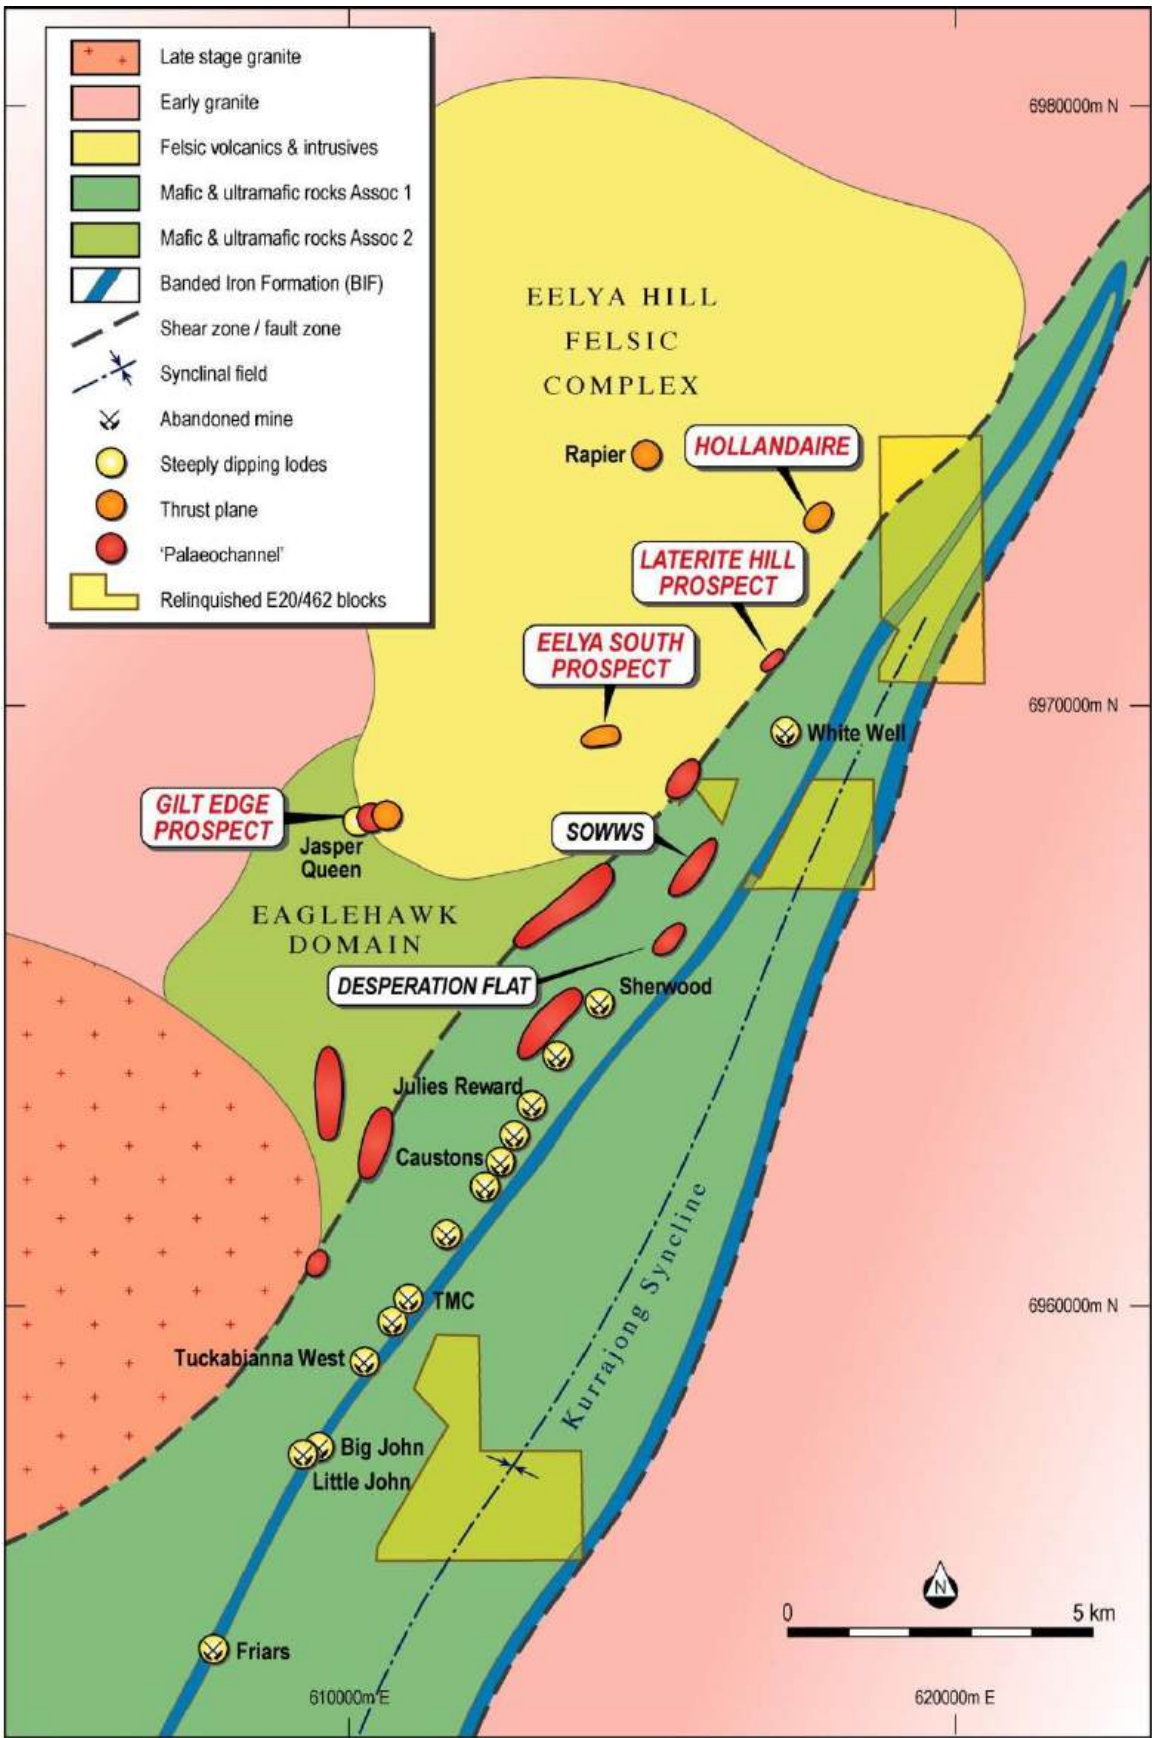 Late stage granite
Early granite
Felsic volcanics & intrusives
Mafic & ultramafic rocks Assoc 1
Mafic & ultramafic rocks Assoc 2
Banded Iron Formation (BIF)
Shear zone / fault zone
Synclinal field
Abandoned mine
Steeply dipping lodes
Thrust plane
'Palaeochannel'
Relinquished E20/462 blocks
6980000m N
EELYA HILL
FELSIC
COMPLEX
Rapier
HOLLANDAIRE
LATERITE HILL
PROSPECT
EELYA SOUTH
PROSPECT
6970000m N
White Well
GILT EDGE
PROSPECT
Jasper
Queen
SOWWS
EAGLEHAWK
DOMAIN
DESPERATION FLAT
Sherwood
Julies Reward
Caustons
Kurrajong Syncline
TMC
6960000m N
Tuckabianna West
Big John
Little John
N
0
5 km
Friars
610000m E
620000m E